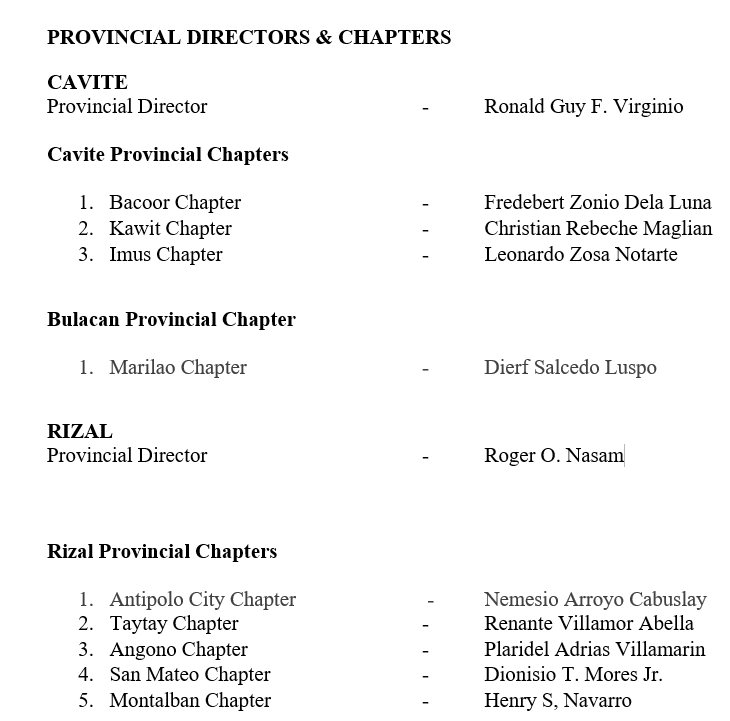 PROVINCIAL DIRECTORS & CHAPTERS
CAVITE
Provincial Director - Ronald Guy F. Virginio
Cavite Provincial Chapters
1. Bacoor Chapter - Fredebert Zonio Dela Luna
2. Kawit Chapter - Christian Rebeche Maglian
3. Imus Chapter - Leonardo Zosa Notarte
Bulacan Provincial Chapter
1. Marilao Chapter - Dierf Salcedo Luspo
RIZAL
Provincial Director - Roger O. Nasam
Rizal Provincial Chapters
1. Antipolo City Chapter - Nemesio Arroyo Cabuslay
2. Taytay Chapter - Renante Villamor Abella
3. Angono Chapter - Plaridel Adrias Villamarin
4. San Mateo Chapter - Dionisio T. Mores Jr.
5. Montalban Chapter - Henry S, Navarro